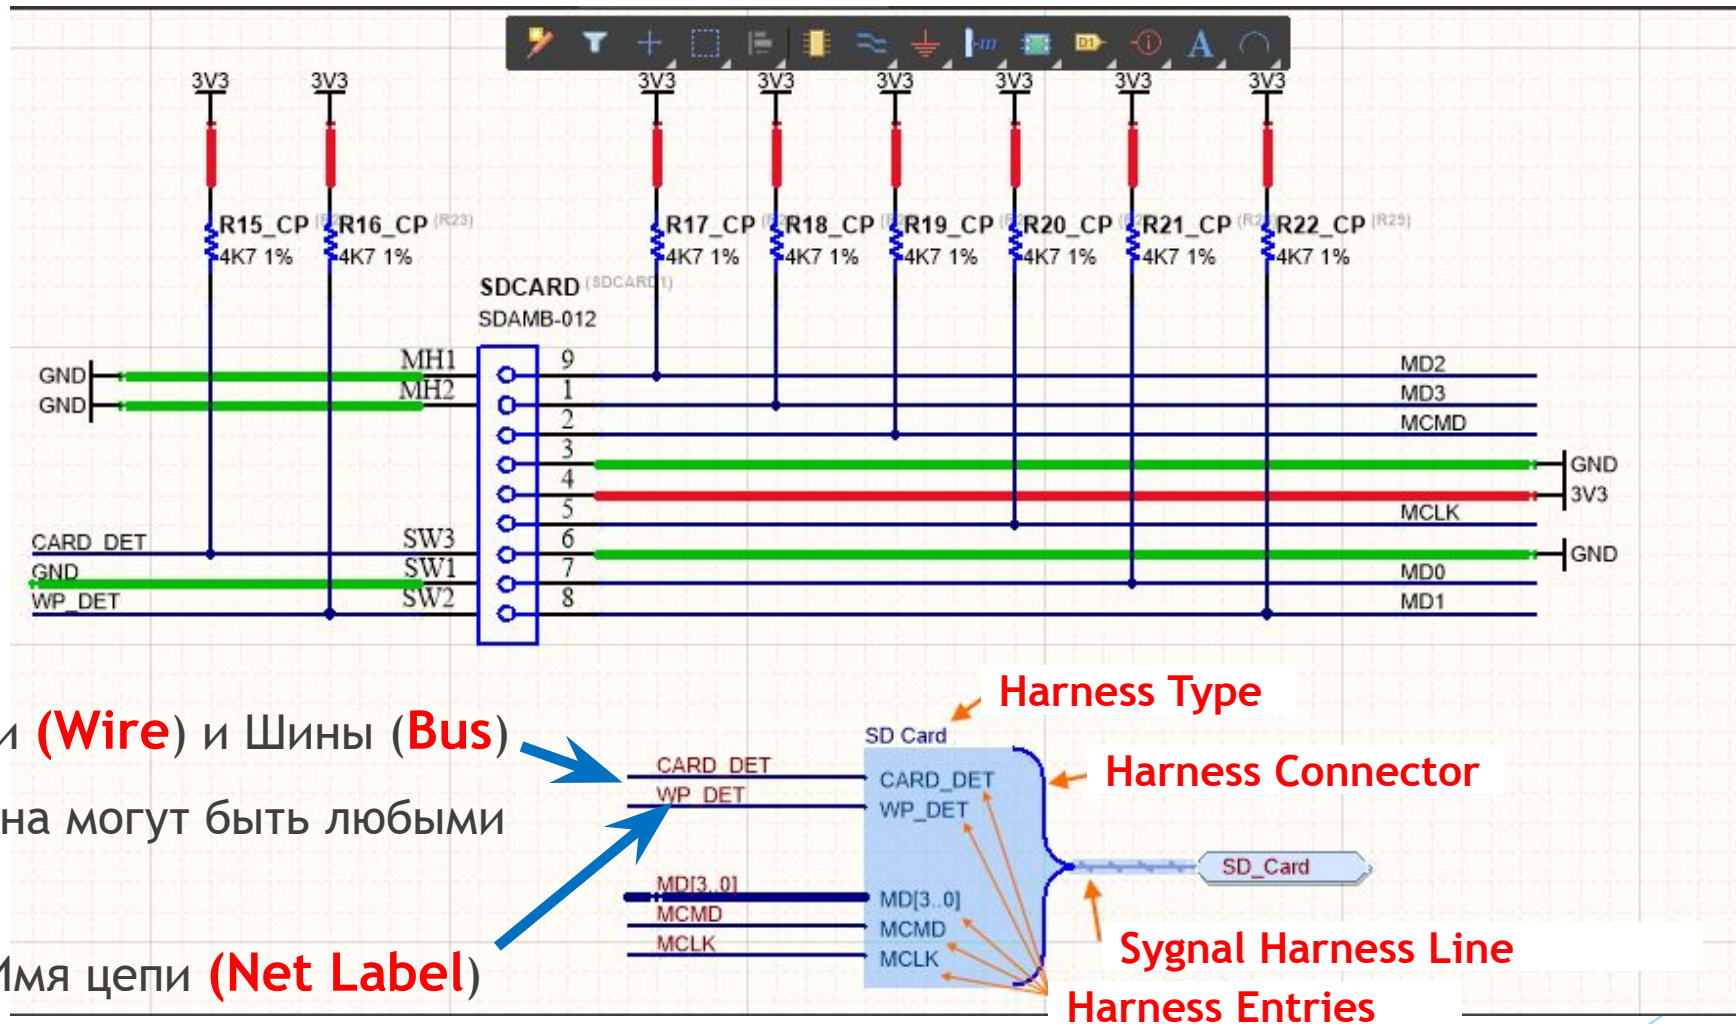 D1
3V3 3V3 3V3 3V3 3V3 3V3 3V3 3V3
R15_CP R16_CP (R23) R17_CP R18_CP R19_CP R20_CP R21_CP R22_CP (R29)
4K7 1% 4K7 1% 4K7 1% 4K7 1% 4K7 1% 4K7 1% 4K7 1% 4K7 1%
SDCARD (SDCARD1)
SDAMB-012
GND MH1 9 MD2
GND MH2 1 MD3
2 MCMD
3 GND
4 3V3
5 MCLK
CARD_DET SW3 6 GND
GND SW1 7 MD0
WP_DET SW2 8 MD1
Harness Type
и (Wire) и Шины (Bus)
SD Card
CARD_DET CARD_DET Harness Connector
WP_DET WP_DET
на могут быть любыми
SD_Card
MD[3..0] MD[3..0]
MCMD MCMD
MCLK MCLK
Sygnal Harness Line
Имя цепи (Net Label)
Harness Entries